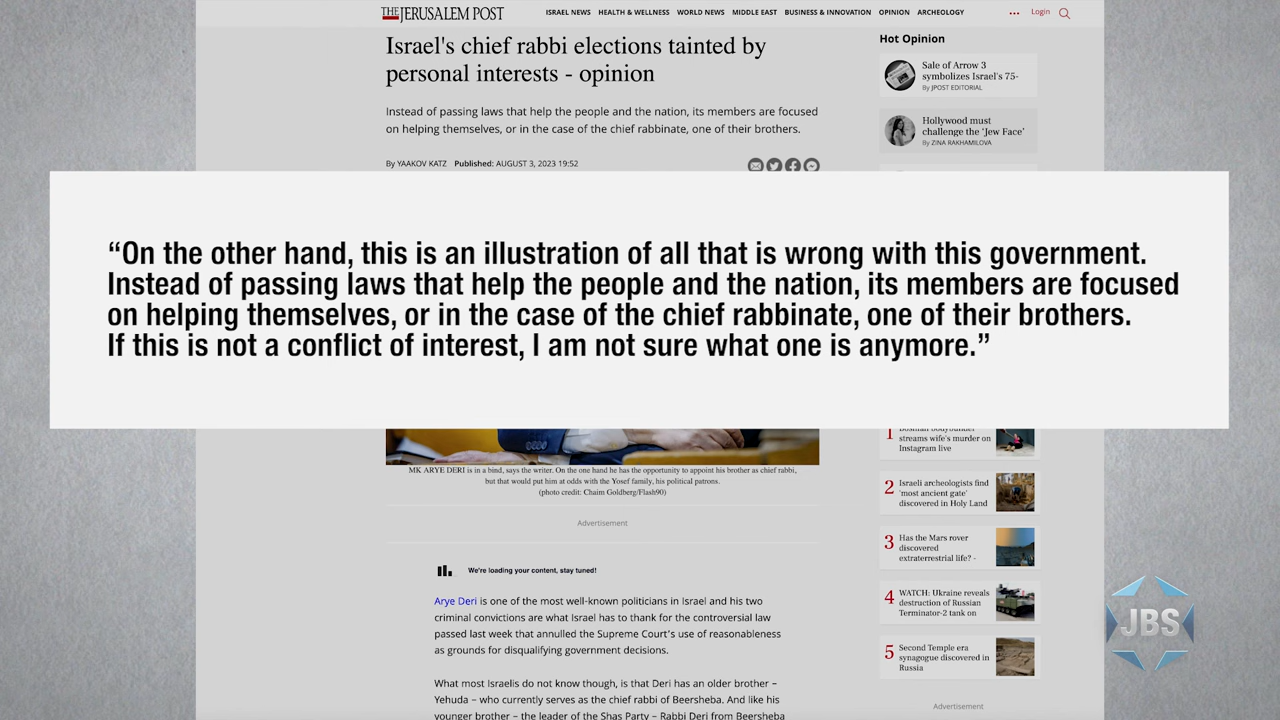 THE JERUSALEM POST
ISRAEL NEWS HEALTH & WELLNESS WORLD NEWS MIDDLE EAST BUSINESS & INNOVATION OPINION ARCHEOLOGY ... Login
Israel's chief rabbi elections tainted by
personal interests - opinion
Instead of passing laws that help the people and the nation, its members are focused
on helping themselves, or in the case of the chief rabbinate, one of their brothers.
By YAAKOV KATZ Published: AUGUST 3, 2023 19:52
Hot Opinion
Sale of Arrow 3
symbolizes Israel's 75-
By JPOST EDITORIAL
Hollywood must
challenge the ‘Jew Face’
By ZINA RAKHAMILOVA
“On the other hand, this is an illustration of all that is wrong with this government.
Instead of passing laws that help the people and the nation, its members are focused
on helping themselves, or in the case of the chief rabbinate, one of their brothers.
If this is not a conflict of interest, I am not sure what one is anymore.”
MK ARYE DERI is in a bind, says the writer. On the one hand he has the opportunity to appoint his brother as chief rabbi,
but that would put him at odds with the Yosef family, his political patrons.
(photo credit: Chaim Goldberg/Flash90)
Advertisement
We're loading your content, stay tuned!
Arye Deri is one of the most well-known politicians in Israel and his two
criminal convictions are what Israel has to thank for the controversial law
passed last week that annulled the Supreme Court's use of reasonableness
as grounds for disqualifying government decisions.
What most Israelis do not know though, is that Deri has an older brother –
Yehuda – who currently serves as the chief rabbi of Beersheba. And like his
younger brother – the leader of the Shas Party – Rabbi Deri from Beersheba
1
streams wife's murder on
Instagram live
2 Israeli archeologists find
'most ancient gate'
discovered in Holy Land
3 Has the Mars rover
discovered
extraterrestrial life? -
4 WATCH: Ukraine reveals
destruction of Russian
Terminator-2 tank on
5 Second Temple era
synagogue discovered in
Russia
Advertisement
JBS